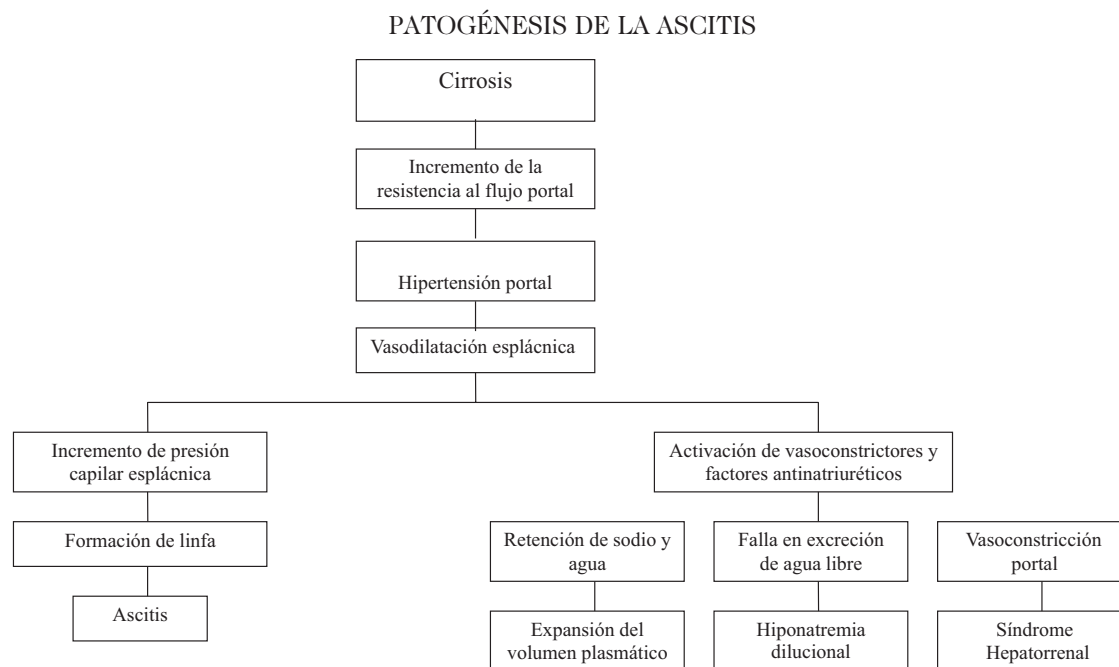 PATOGÉNESIS DE LA ASCITIS
Cirrosis
Incremento de la
resistencia al flujo portal
Hipertensión portal
Vasodilatación esplácnica
Incremento de presión
capilar esplácnica
Formación de linfa
Ascitis
Activación de vasoconstrictores y
factores antinatriuréticos
Retención de sodio y
agua
Expansión del
volumen plasmático
Falla en excreción
de agua libre
Hiponatremia
dilucional
Vasoconstricción
portal
Síndrome
Hepatorrenal